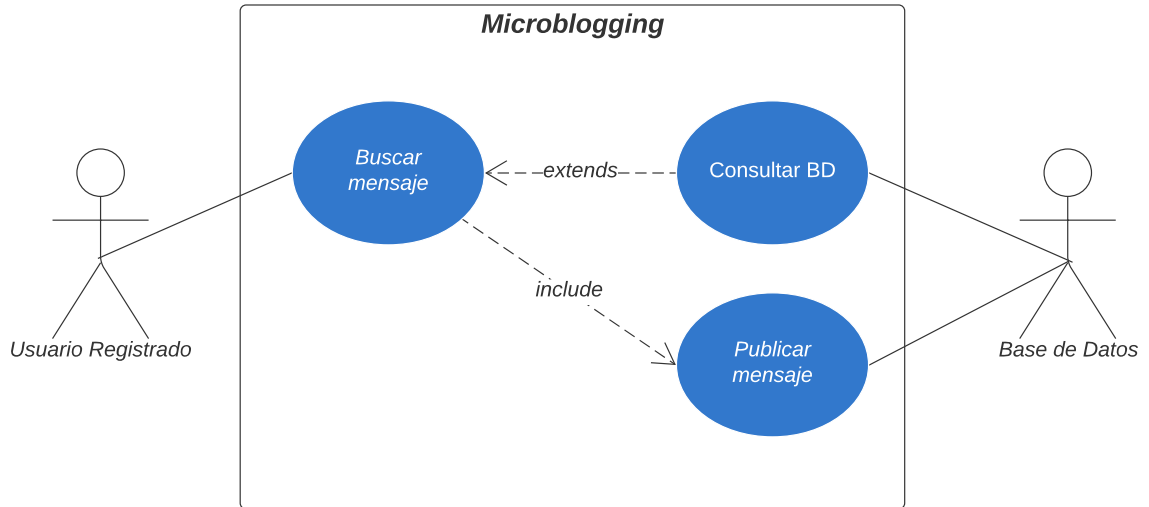 Microblogging
Buscar
mensaje
extends
Consultar BD
include
Publicar
mensaje
Usuario Registrado
Base de Datos